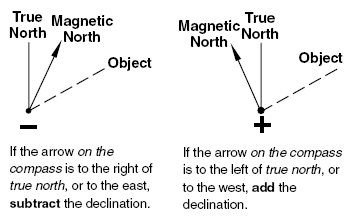 True
North
Magnetic
North
Object
–
If the arrow on the
compass is to the right of
true north, or to the east,
subtract the declination.
Magnetic
North
True
North
Object
+
If the arrow on the compass
is to the left of true north, or
to the west, add the
declination.